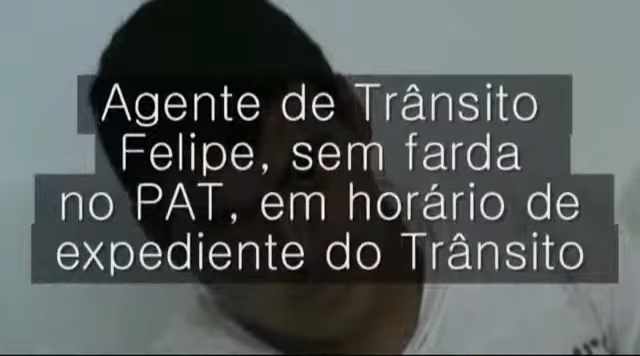 Agente de Trânsito
Felipe, sem farda
no PAT, em horário de
expediente do Trânsito